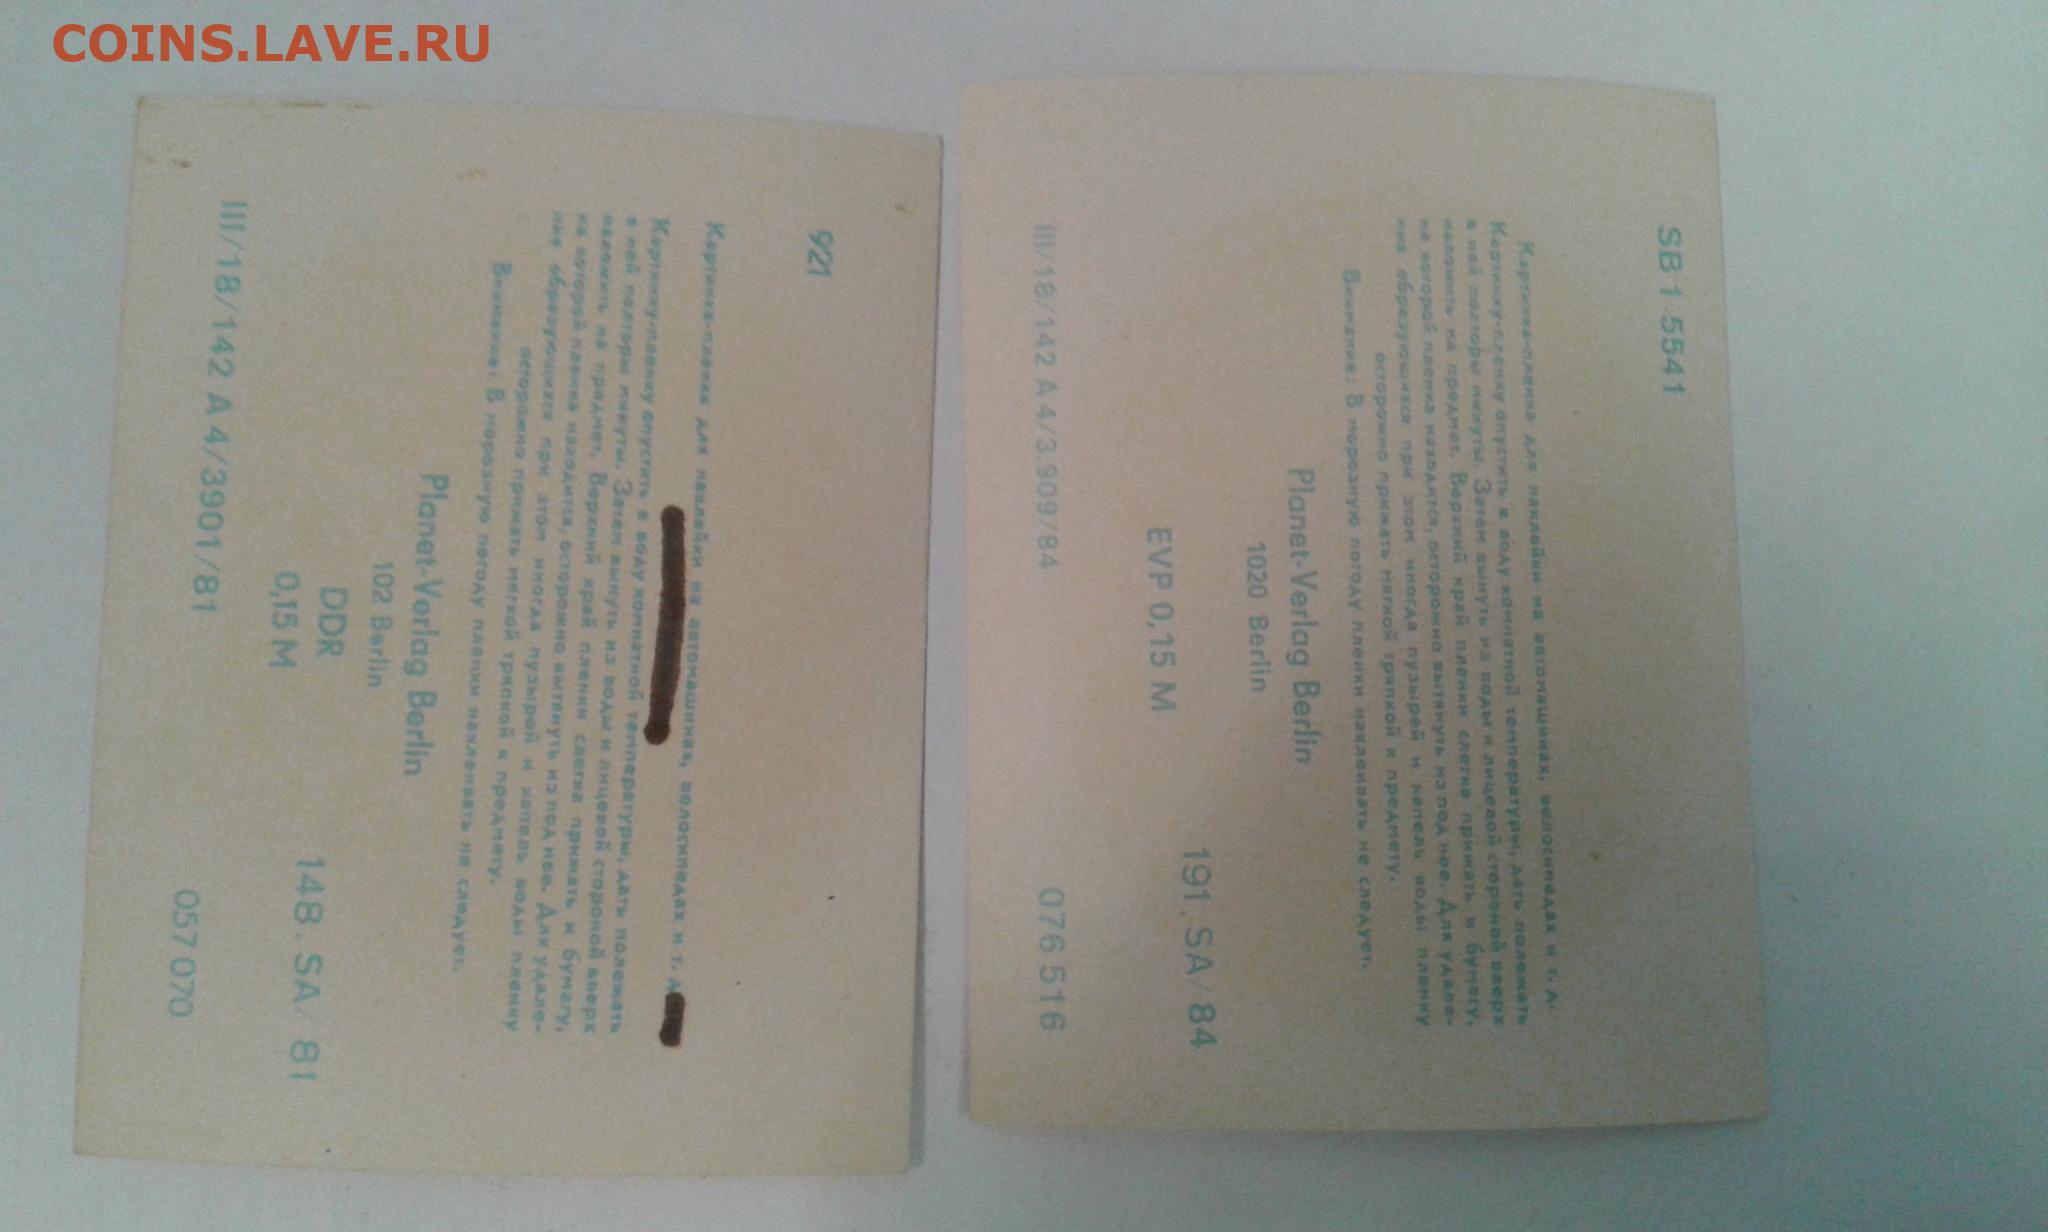 COINS.LAVE.RU
921
Картинка-пленка для наклейки на автомашинах, велосипедах и т. д
Картинку-пленку опустить в воду комнатной температуры, дать полежать
в ней полторы минуты. Затем вынуть из воды и лицевой стороной вверх
наложить на предмет. Верхний край пленки слегка прижать и бумагу,
на которой пленка находится, осторожно вытянуть из под нее. Для удале-
ния образующихся при этом иногда пузырей и капель воды пленку
осторожно прижать мягкой тряпкой к предмету.
Внимание: В морозную погоду пленки наклеивать не следует.
Planet-Verlag Berlin
102 Berlin
DDR
0,15 M
148. SA/ 81
III/18/142 A 4/3901/81
057 070
SB 1 5541
Картинка-пленка для наклейки на автомашинах, велосипедах и т. д.
Картинку-пленку опустить в воду комнатной температуры, дать полежать
в ней полторы минуты. Затем вынуть из воды и лицевой стороной вверх
наложить на предмет. Верхний край пленки слегка прижать и бумагу,
на которой пленка находится, осторожно вытянуть из под нее. Для удале-
ния образующихся при этом иногда пузырей и капель воды пленку
осторожно прижать мягкой тряпкой к предмету.
Внимание: В морозную погоду пленки наклеивать не следует.
Planet-Verlag Berlin
1020 Berlin
EVP 0,15 M
191. SA/ 84
III/18/142 A 4/3.909/84
076 516